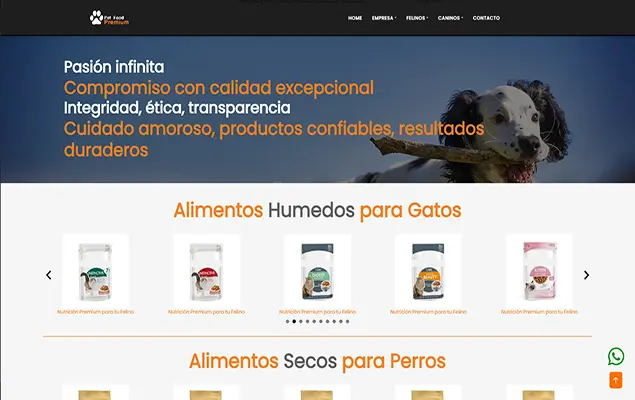 Pet Food
Premium
HOME EMPRESA FELINOS CANINOS CONTACTO
Pasión infinita
Compromiso con calidad excepcional
Integridad, ética, transparencia
Cuidado amoroso, productos confiables, resultados
duraderos
Alimentos Humedos para Gatos
Nutrición Premium para tu Felino
Nutrición Premium para tu Felino
Nutrición Premium para tu Felino
Nutrición Premium para tu Felino
Nutrición Premium para tu Felino
Alimentos Secos para Perros